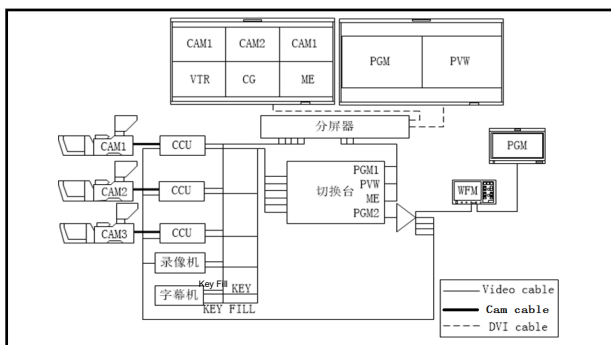 CAM1 CAM2 CAM1
VTR CG ME
PGM PVW
分屏器
CAM1 CCU
CAM2 CCU
CAM3 CCU
PGM1
PVW
切换台
ME
PGM2
PGM
WFM
录像机
Key Fill KEY
字幕机
KEY FILL
Video cable
Cam cable
DVI cable